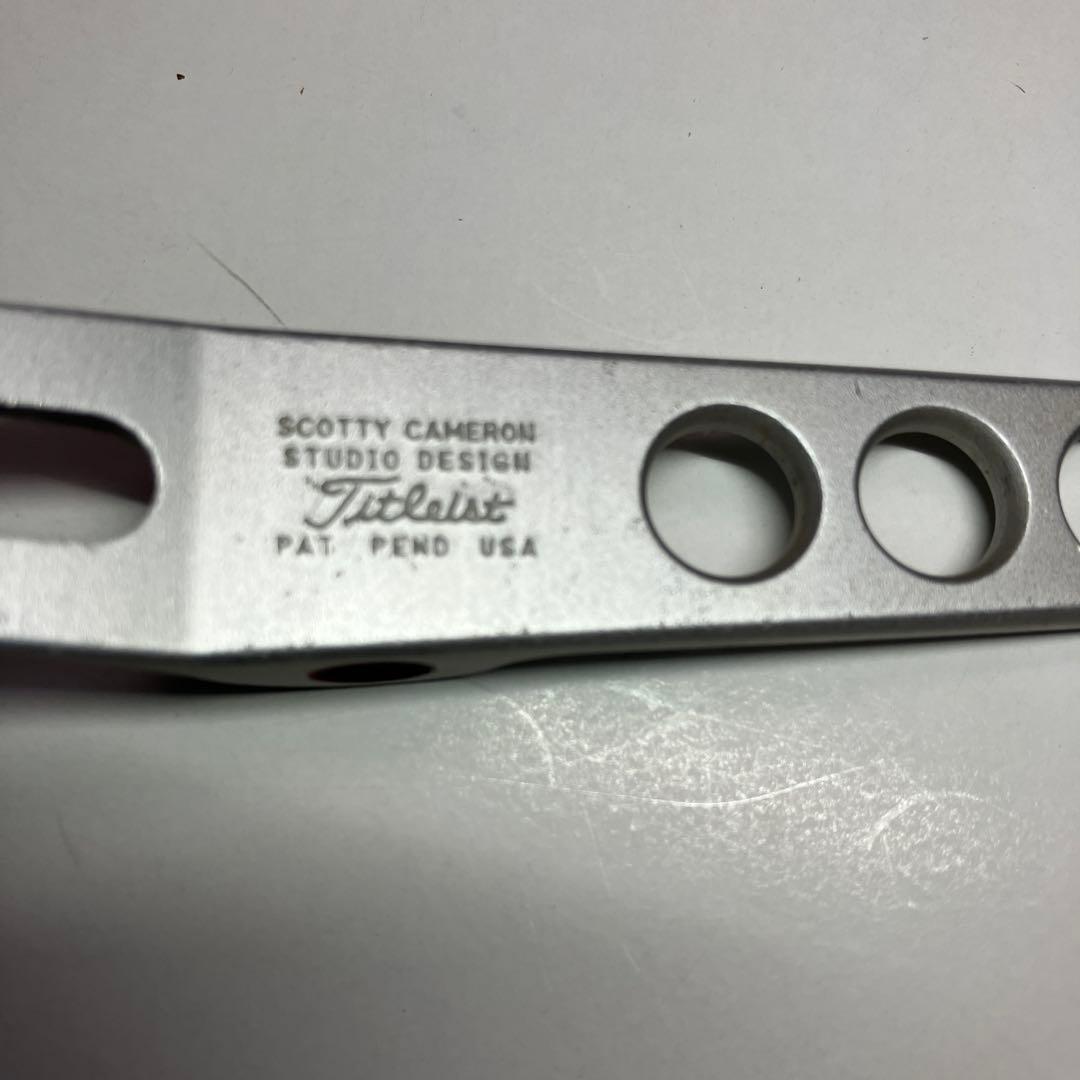 SCOTTY CAMERON
STUDIO DESIGN
Titleist
PAT. PEND USA